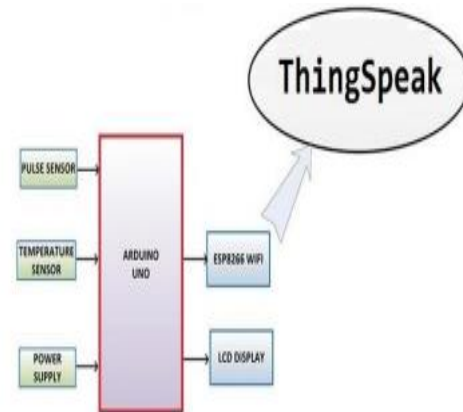 ThingSpeak
PULSE SENSOR
TEMPERATURE
SENSOR
ARDUINO
UNO
ESP8266 WIFI
POWER
SUPPLY
LCD DISPLAY